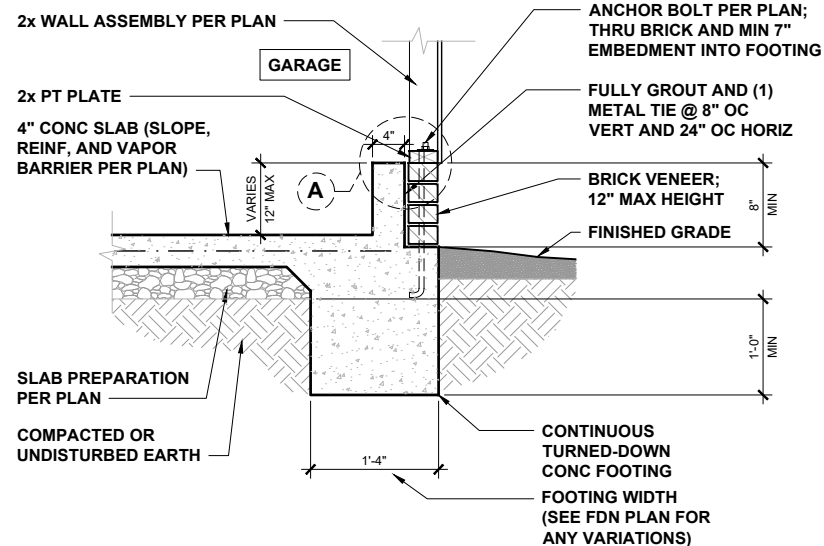 2x WALL ASSEMBLY PER PLAN
GARAGE
2x PT PLATE
4" CONC SLAB (SLOPE,
REINF, AND VAPOR
BARRIER PER PLAN)
4"
A
VARIES
12" MAX
ANCHOR BOLT PER PLAN;
THRU BRICK AND MIN 7"
EMBEDMENT INTO FOOTING
FULLY GROUT AND (1)
METAL TIE @ 8" OC
VERT AND 24" OC HORIZ
BRICK VENEER;
12" MAX HEIGHT
FINISHED GRADE
8"
MIN
1'-0"
MIN
SLAB PREPARATION
PER PLAN
COMPACTED OR
UNDISTURBED EARTH
1'-4"
CONTINUOUS
TURNED-DOWN
CONC FOOTING
FOOTING WIDTH
(SEE FDN PLAN FOR
ANY VARIATIONS)